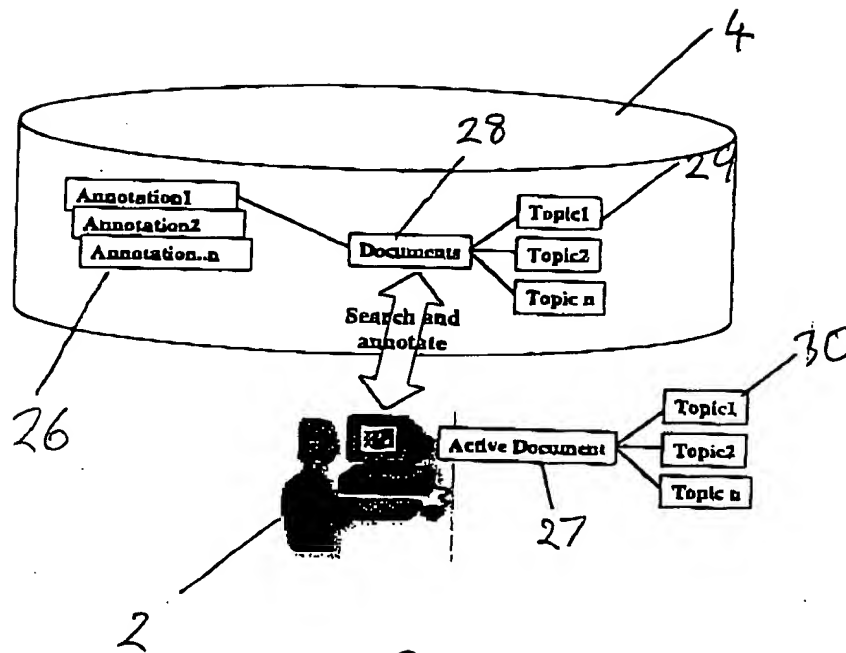 4
28
29
Annotation1
Annotation2
Annotation..n
Documents
Topic1
Topic2
Topic n
Search and
annotate
26
30
Active Document
Topic1
Topic2
Topic n
27
2